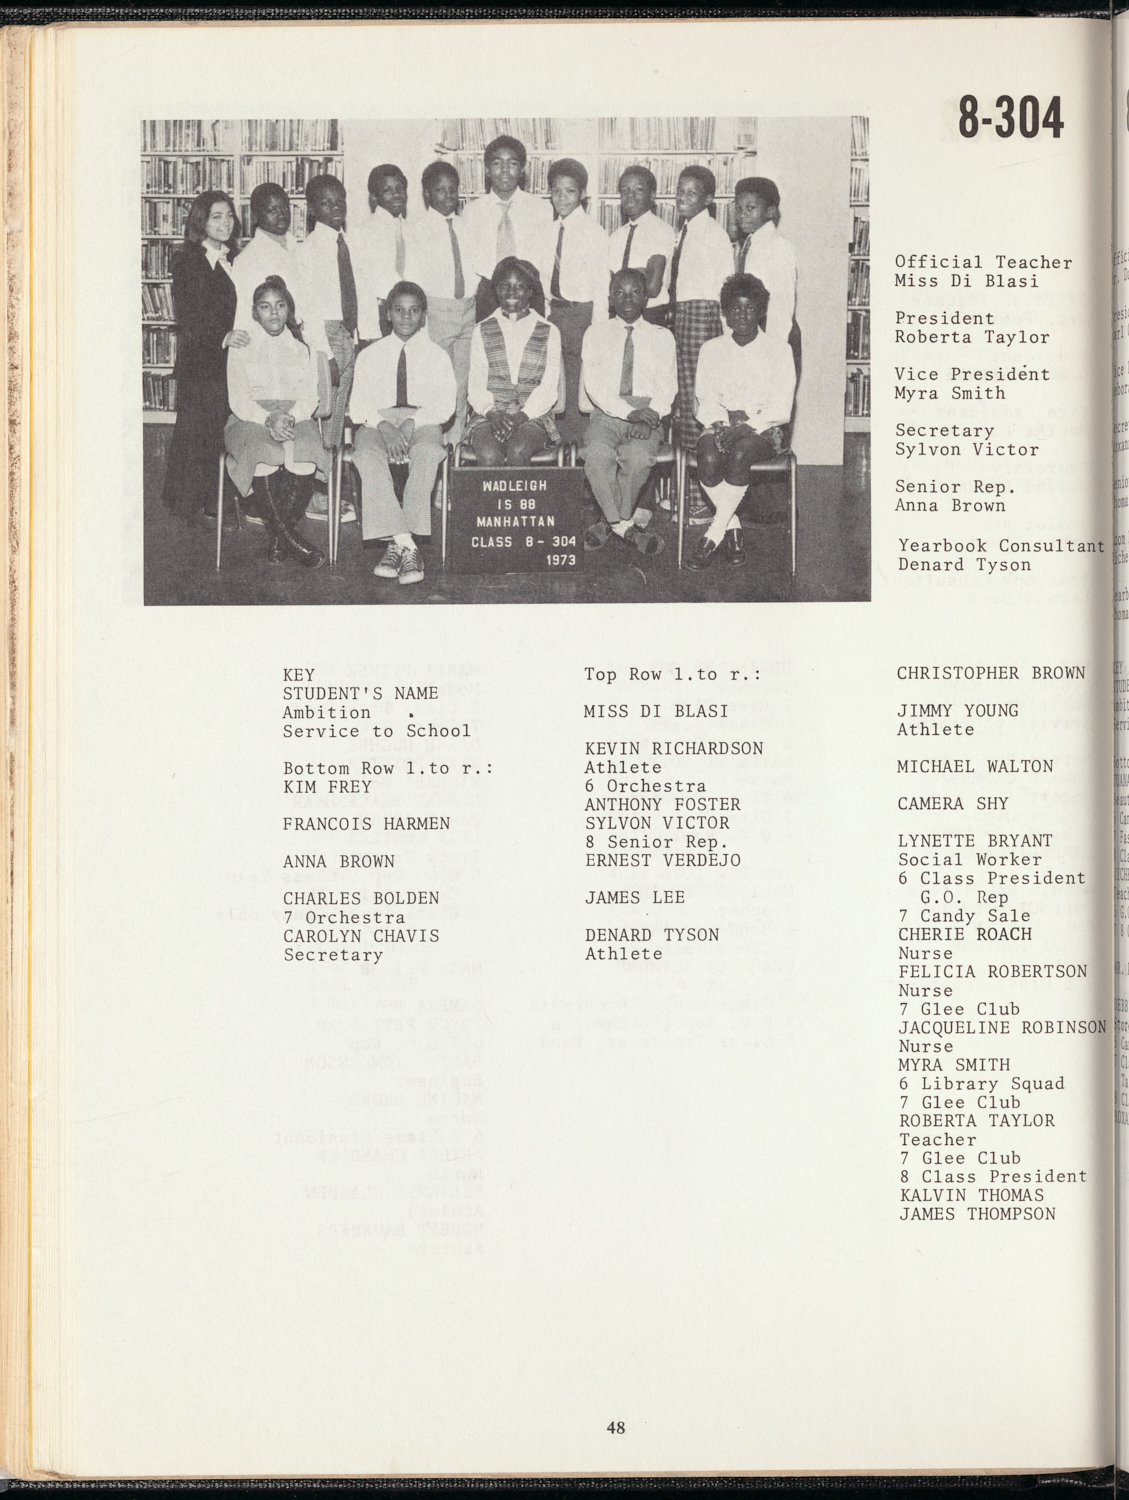 8-304
WADLEIGH
IS 88
MANHATTAN
CLASS 8-304
1973
Official Teacher
Miss Di Blasi
President
Roberta Taylor
Vice President
Myra Smith
Secretary
Sylvon Victor
Senior Rep.
Anna Brown
Yearbook Consultant
Denard Tyson
KEY
STUDENT'S NAME
Ambition
Service to School
Bottom Row l.to r.:
KIM FREY
FRANCOIS HARMEN
ANNA BROWN
CHARLES BOLDEN
7 Orchestra
CAROLYN CHAVIS
Secretary
Top Row l.to r.:
MISS DI BLASI
KEVIN RICHARDSON
Athlete
6 Orchestra
ANTHONY FOSTER
SYLVON VICTOR
8 Senior Rep.
ERNEST VERDEJO
JAMES LEE
DENARD TYSON
Athlete
CHRISTOPHER BROWN
JIMMY YOUNG
Athlete
MICHAEL WALTON
CAMERA SHY
LYNETTE BRYANT
Social Worker
6 Class President
G.O. Rep
7 Candy Sale
CHERIE ROACH
Nurse
FELICIA ROBERTSON
Nurse
7 Glee Club
JACQUELINE ROBINSON
Nurse
MYRA SMITH
6 Library Squad
7 Glee Club
ROBERTA TAYLOR
Teacher
7 Glee Club
8 Class President
KALVIN THOMAS
JAMES THOMPSON
48